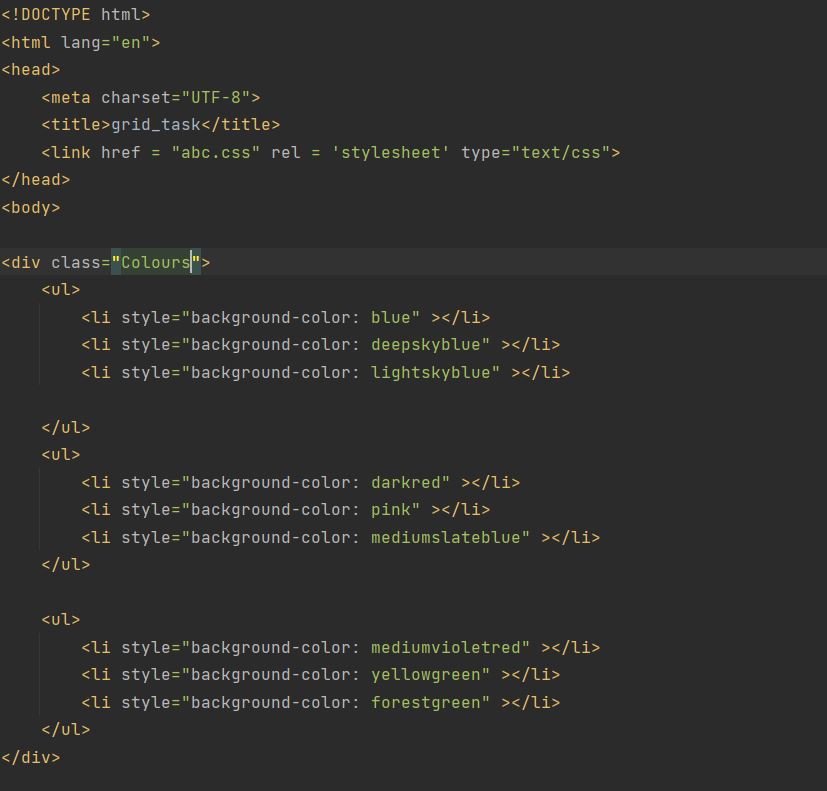 <!DOCTYPE html>
<html lang="en">
<head>
    <meta charset="UTF-8">
    <title>grid_task</title>
    <link href = "abc.css" rel = 'stylesheet' type="text/css">
</head>
<body>

<div class="Colours">
    <ul>
        <li style="background-color: blue" ></li>
        <li style="background-color: deepskyblue" ></li>
        <li style="background-color: lightskyblue" ></li>

    </ul>
    <ul>
        <li style="background-color: darkred" ></li>
        <li style="background-color: pink" ></li>
        <li style="background-color: mediumslateblue" ></li>
    </ul>

    <ul>
        <li style="background-color: mediumvioletred" ></li>
        <li style="background-color: yellowgreen" ></li>
        <li style="background-color: forestgreen" ></li>
    </ul>
</div>